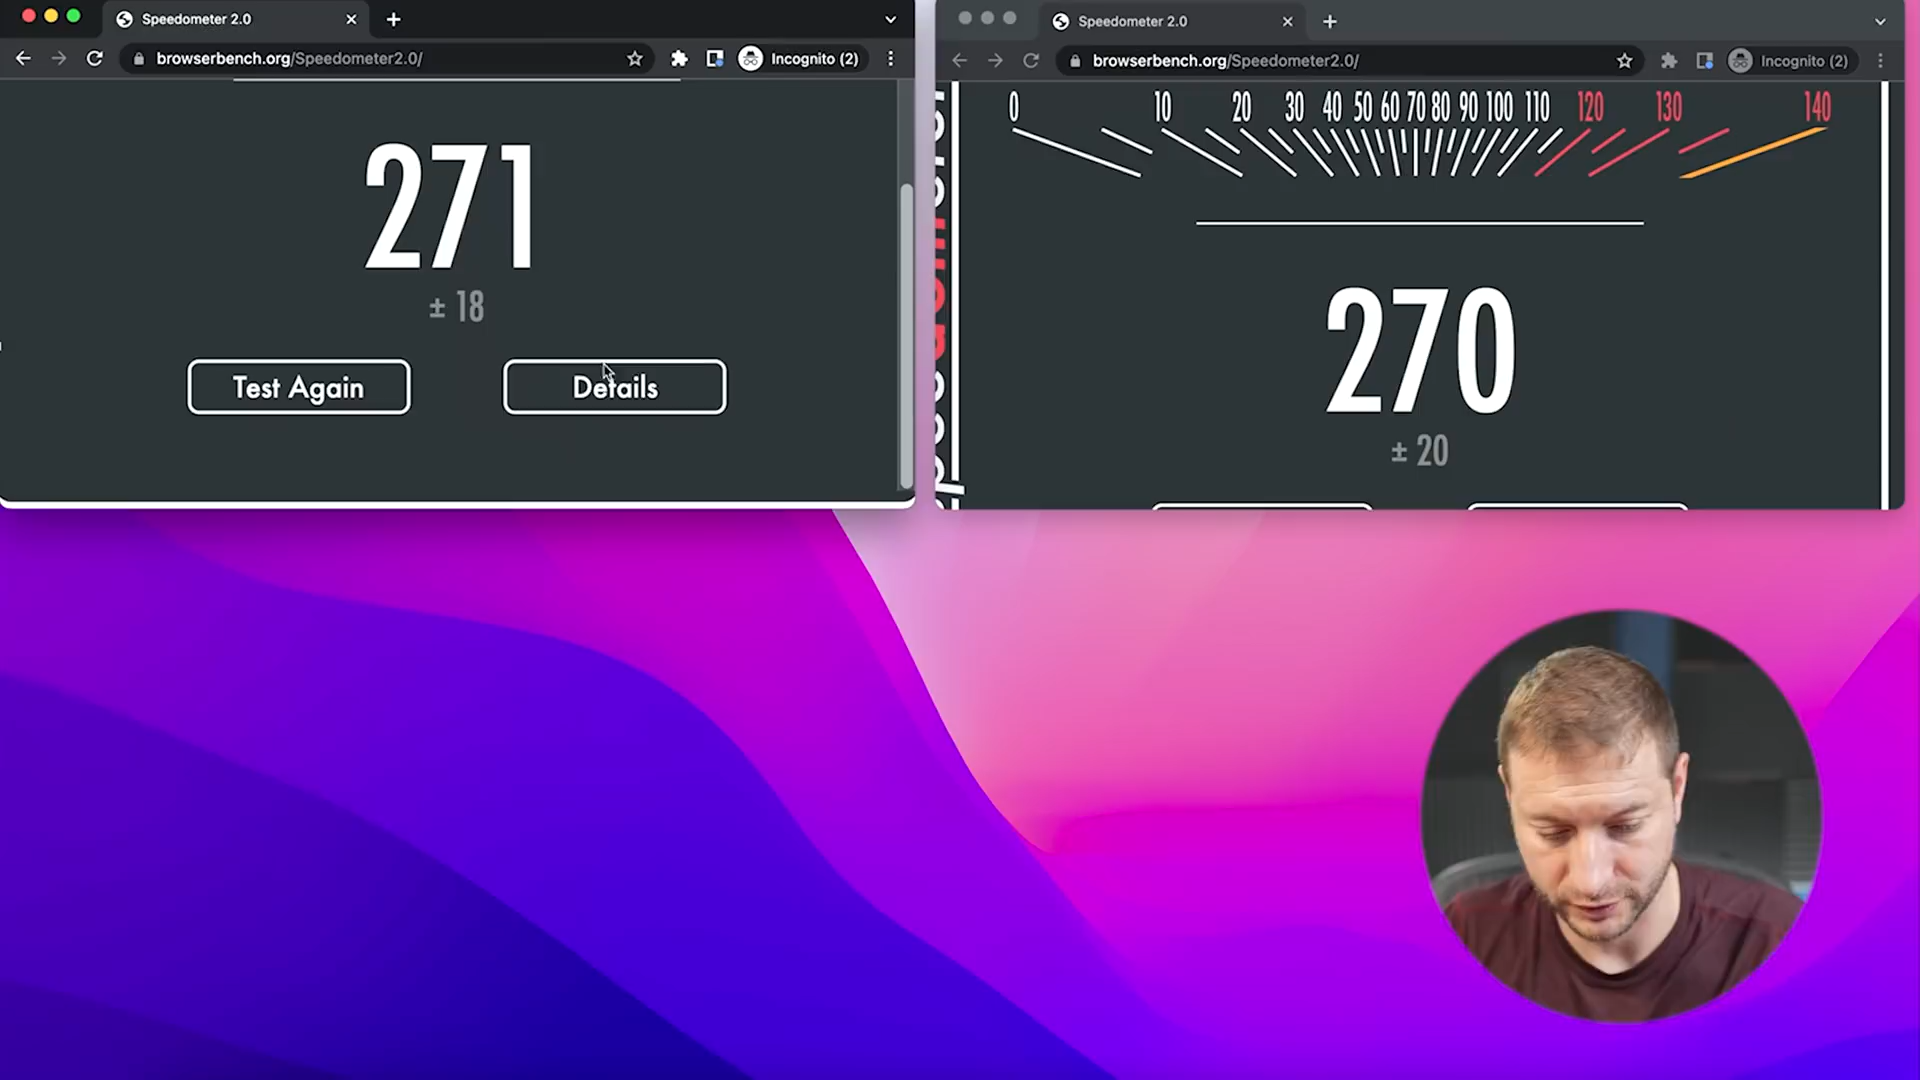 Speedometer 2.0
browserbench.org/Speedometer2.0/
Incognito (2)
271
± 18
Test Again
Details
Speedometer 2.0
browserbench.org/Speedometer2.0/
Incognito (2)
0 10 20 30 40 50 60 70 80 90 100 110 120 130 140
270
± 20